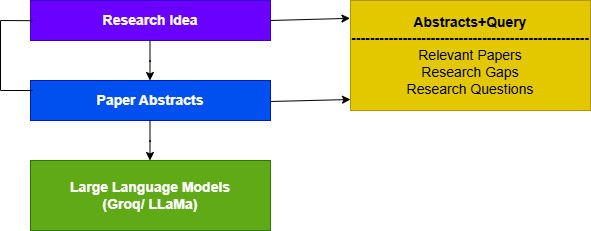 Research Idea
Paper Abstracts
Large Language Models
(Groq/ LLaMa)
Abstracts+Query
Relevant Papers
Research Gaps
Research Questions